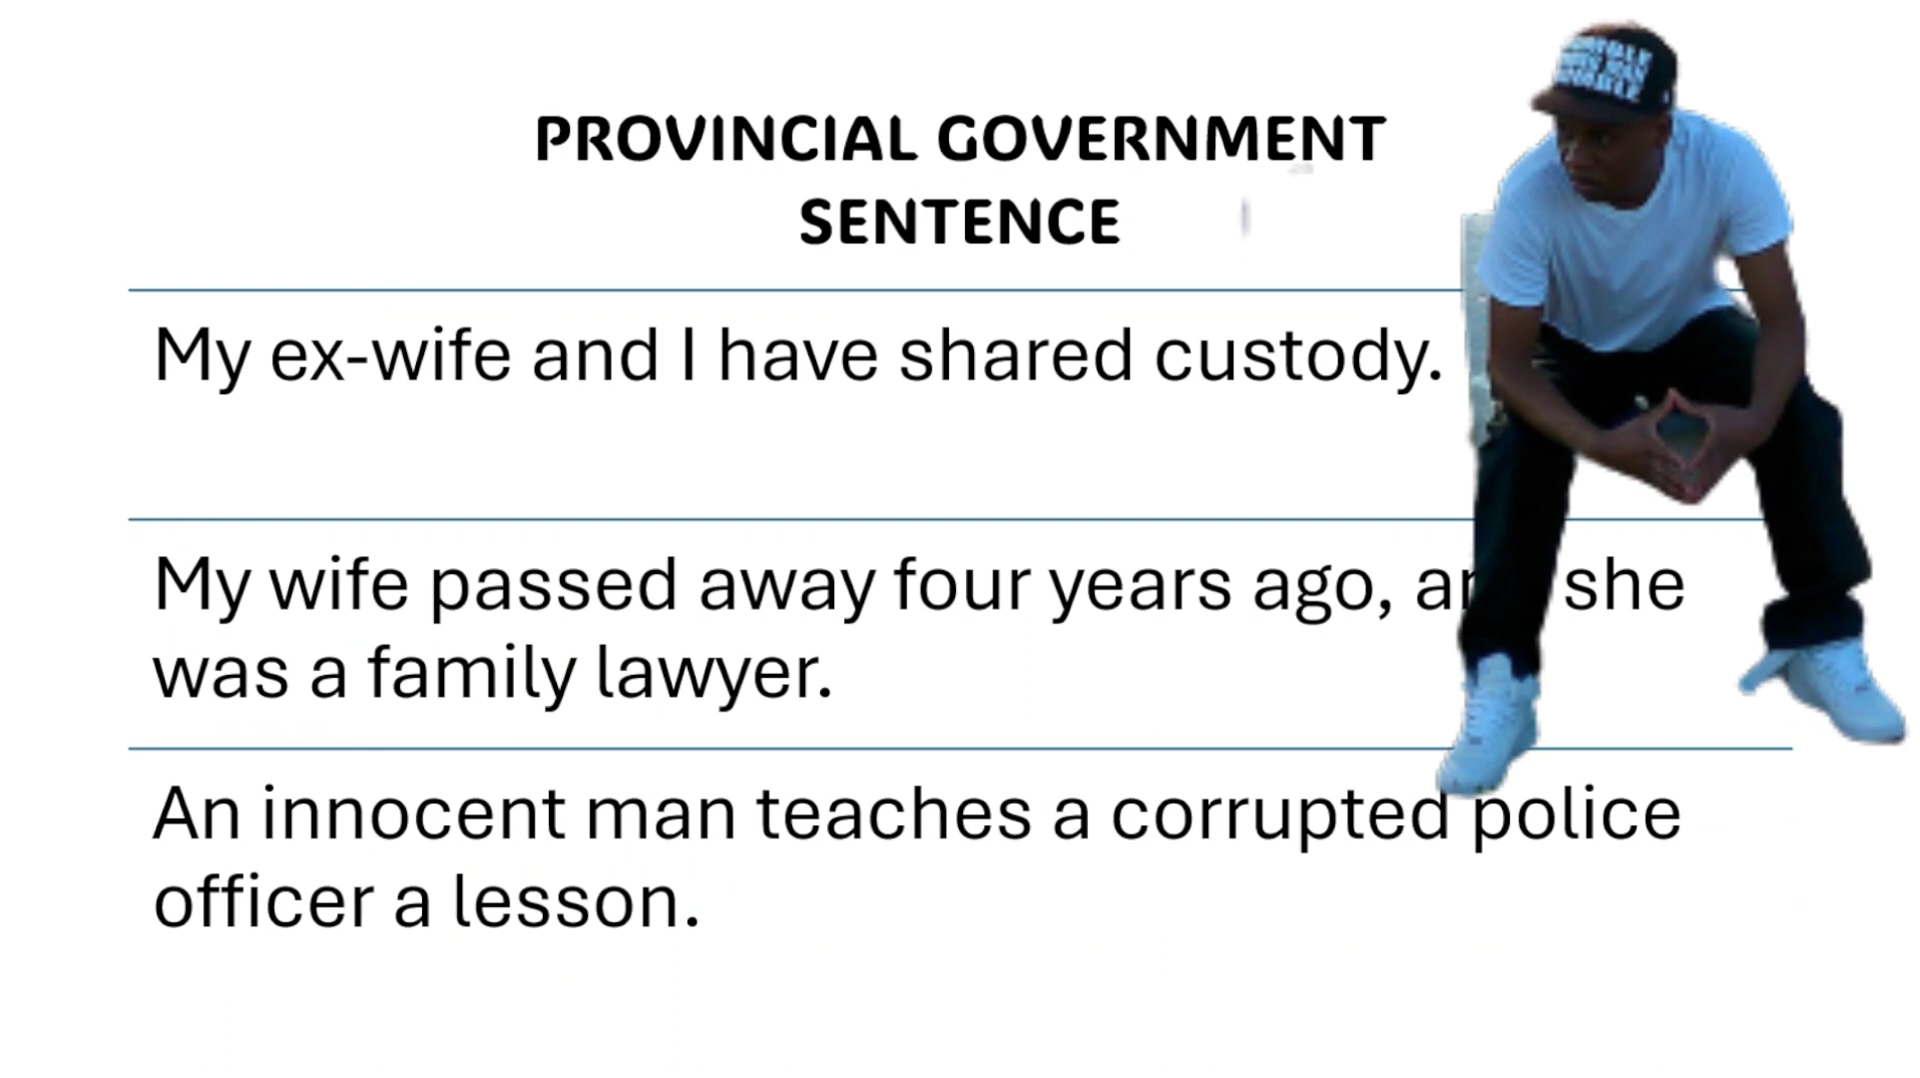 PROVINCIAL GOVERNMENT
SENTENCE
My ex-wife and I have shared custody.
My wife passed away four years ago, she
was a family lawyer.
An innocent man teaches a corrupted police
officer a lesson.